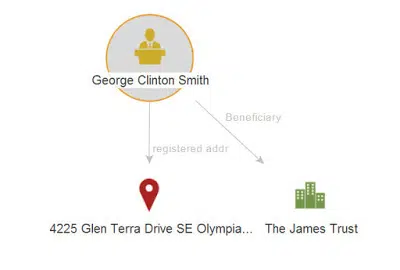 George Clinton Smith
Beneficiary
registered addr
4225 Glen Terra Drive SE Olympia...
The James Trust